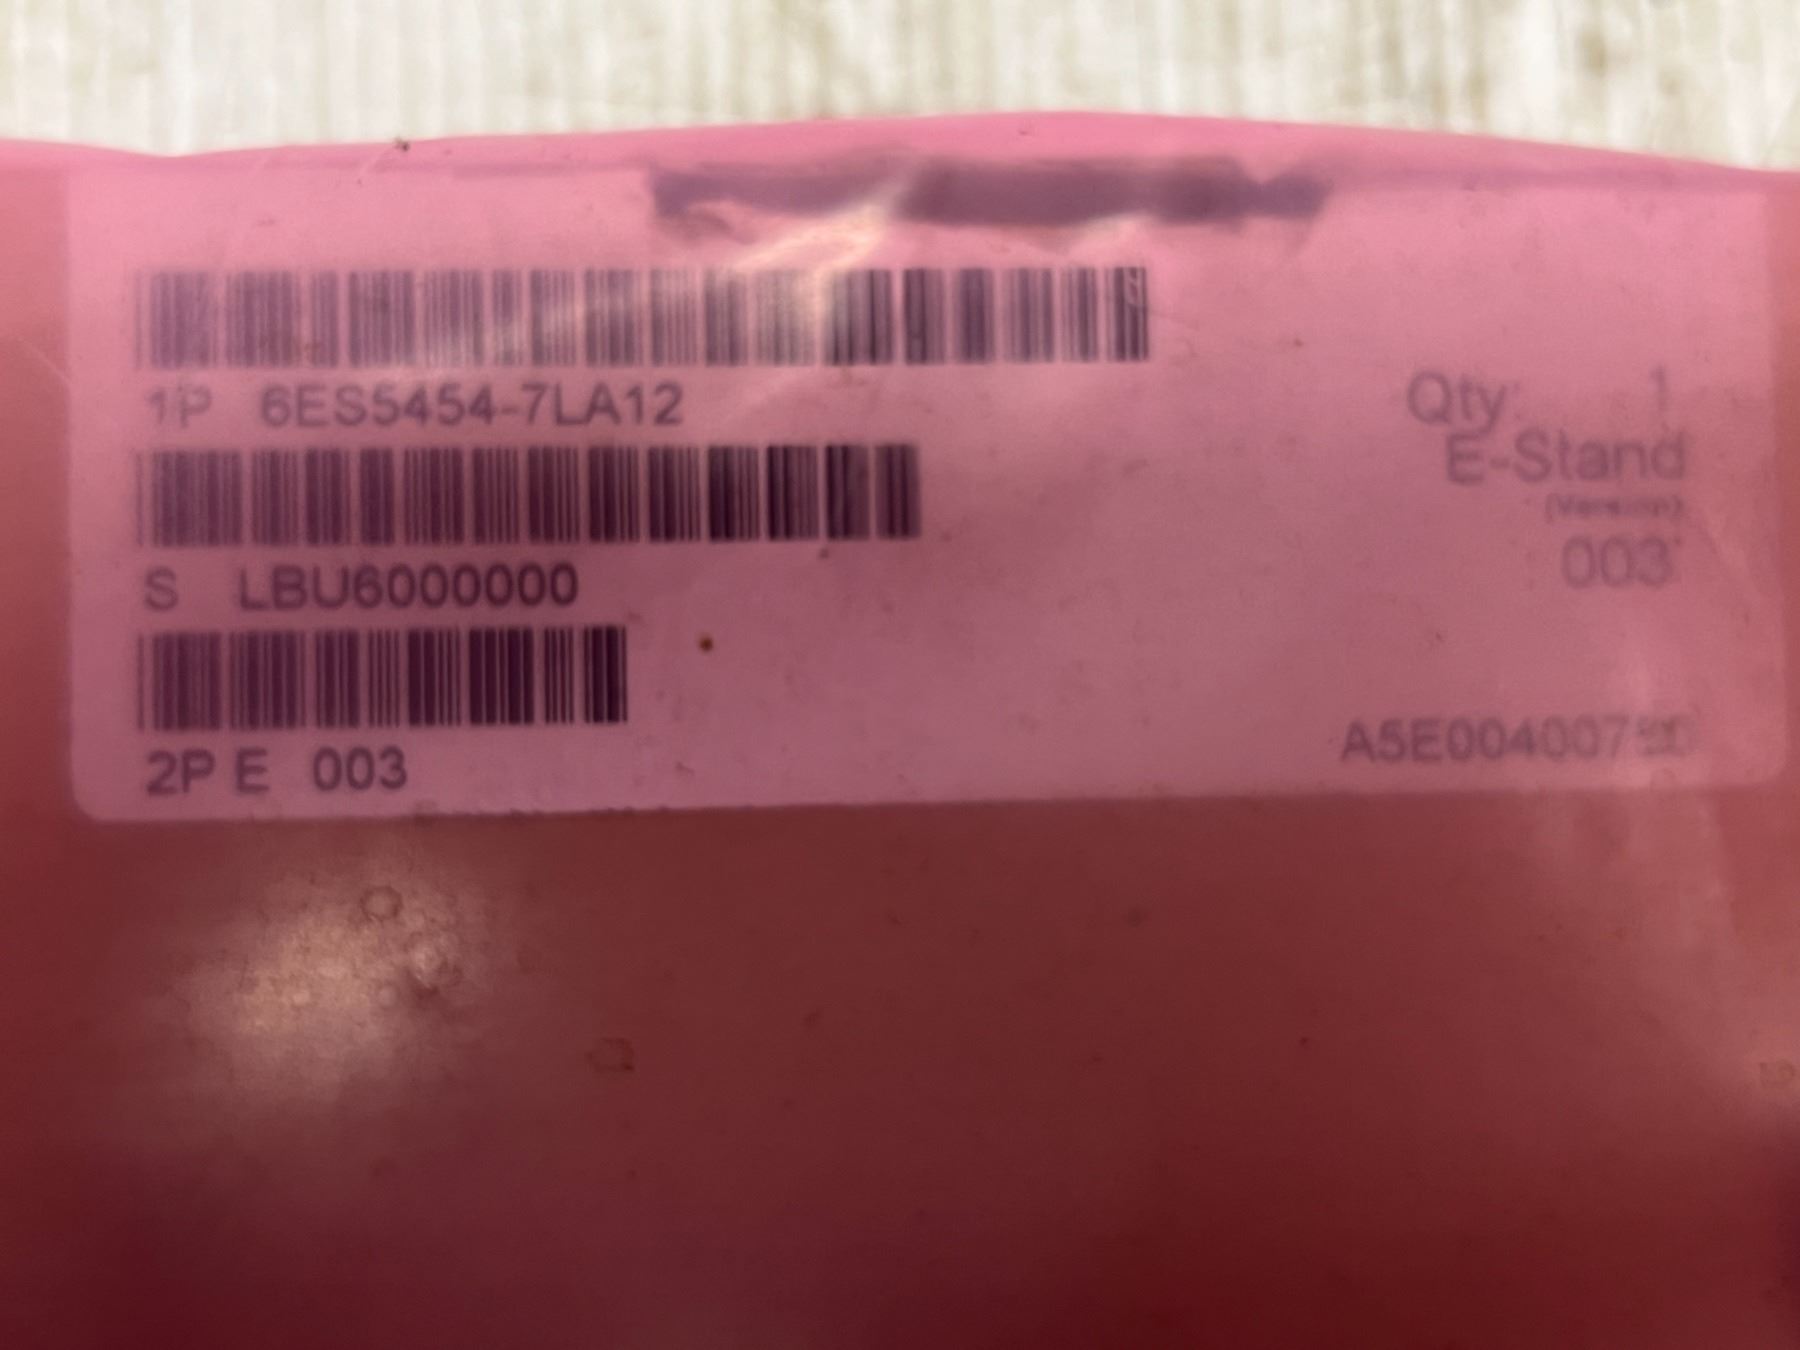 1P 6ES5454-7LA12
Qty: 1
E-Stand
(Version)
003
S LBU6000000
2P E 003